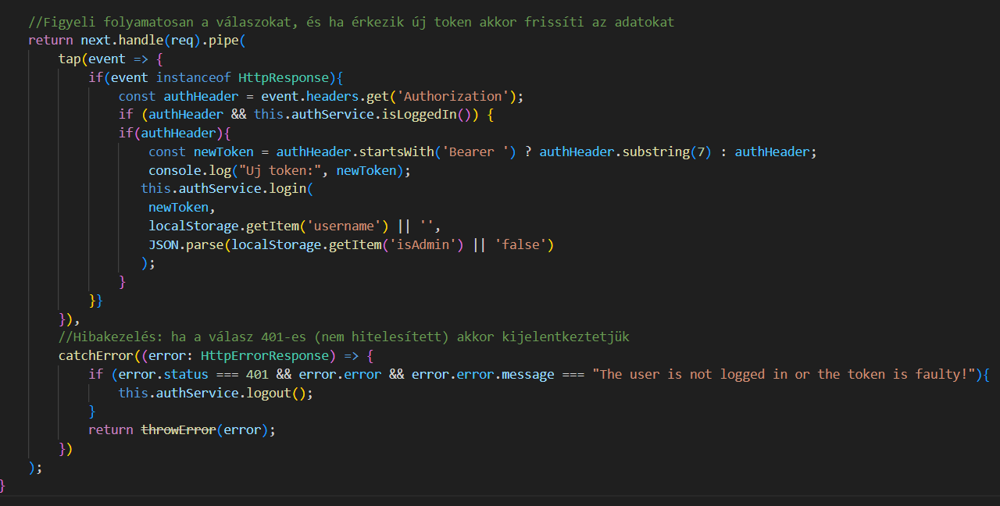 //Figyeli folyamatosan a válaszokat, és ha érkezik új token akkor frissíti az adatokat
return next.handle(req).pipe(
tap(event => {
if(event instanceof HttpResponse){
const authHeader = event.headers.get('Authorization');
if (authHeader && this.authService.isLoggedIn()) {
if(authHeader){
const newToken = authHeader.startsWith('Bearer ') ? authHeader.substring(7) : authHeader;
console.log("Uj token:", newToken);
this.authService.login(
newToken,
localStorage.getItem('username') || '',
JSON.parse(localStorage.getItem('isAdmin') || 'false')
);
}
}}
}),
//Hibakezelés: ha a válasz 401-es (nem hitelesített) akkor kijelentkeztetjük
catchError((error: HttpErrorResponse) => {
if (error.status === 401 && error.error && error.error.message === "The user is not logged in or the token is faulty!"){
this.authService.logout();
}
return throwError(error);
})
);
}